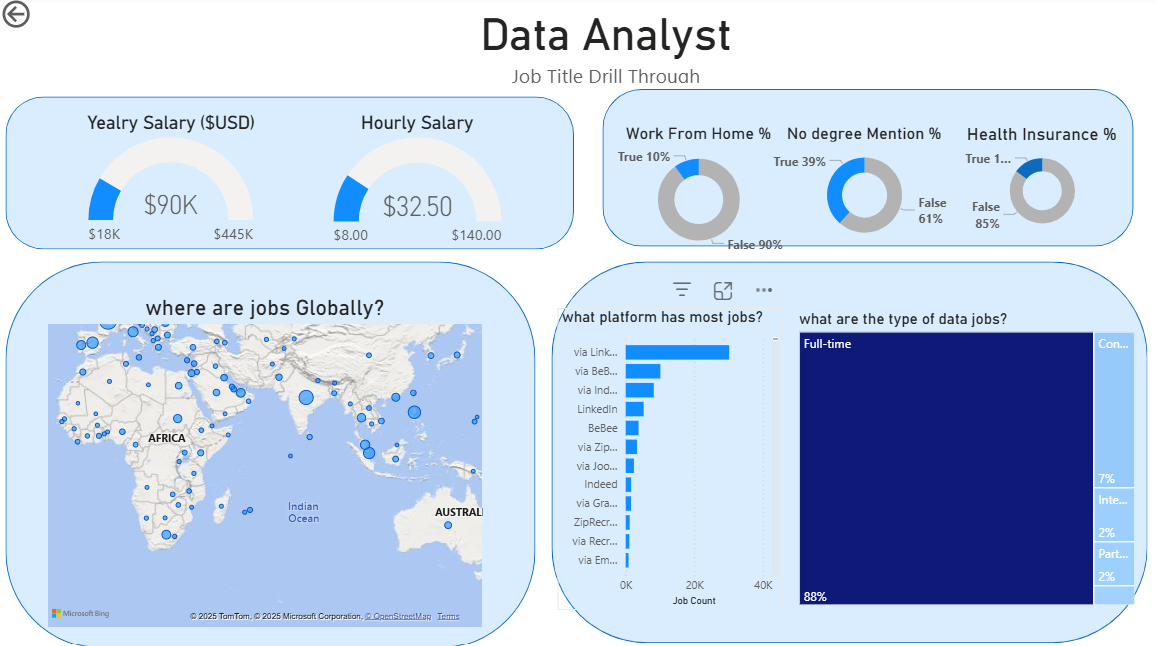 Data Analyst
Job Title Drill Through
Yealry Salary ($USD)
$90K
$18K
$445K
Hourly Salary
$32.50
$8.00
$140.00
Work From Home %
True 10%
False 90%
No degree Mention %
True 39%
False
61%
Health Insurance %
True 1...
False
85%
where are jobs Globally?
AFRICA
Indian
Ocean
AUSTRAL
Microsoft Bing
© 2025 TomTom, © 2025 Microsoft Corporation, © OpenStreetMap Terms
what platform has most jobs?
via Link...
via BeB...
via Ind...
LinkedIn
BeBee
via Zip...
via Joo...
Indeed
via Gra...
ZipRecr...
via Recr...
via Em...
0K
20K
40K
Job Count
what are the type of data jobs?
Full-time
88%
Con...
7%
Inte...
2%
Part...
2%